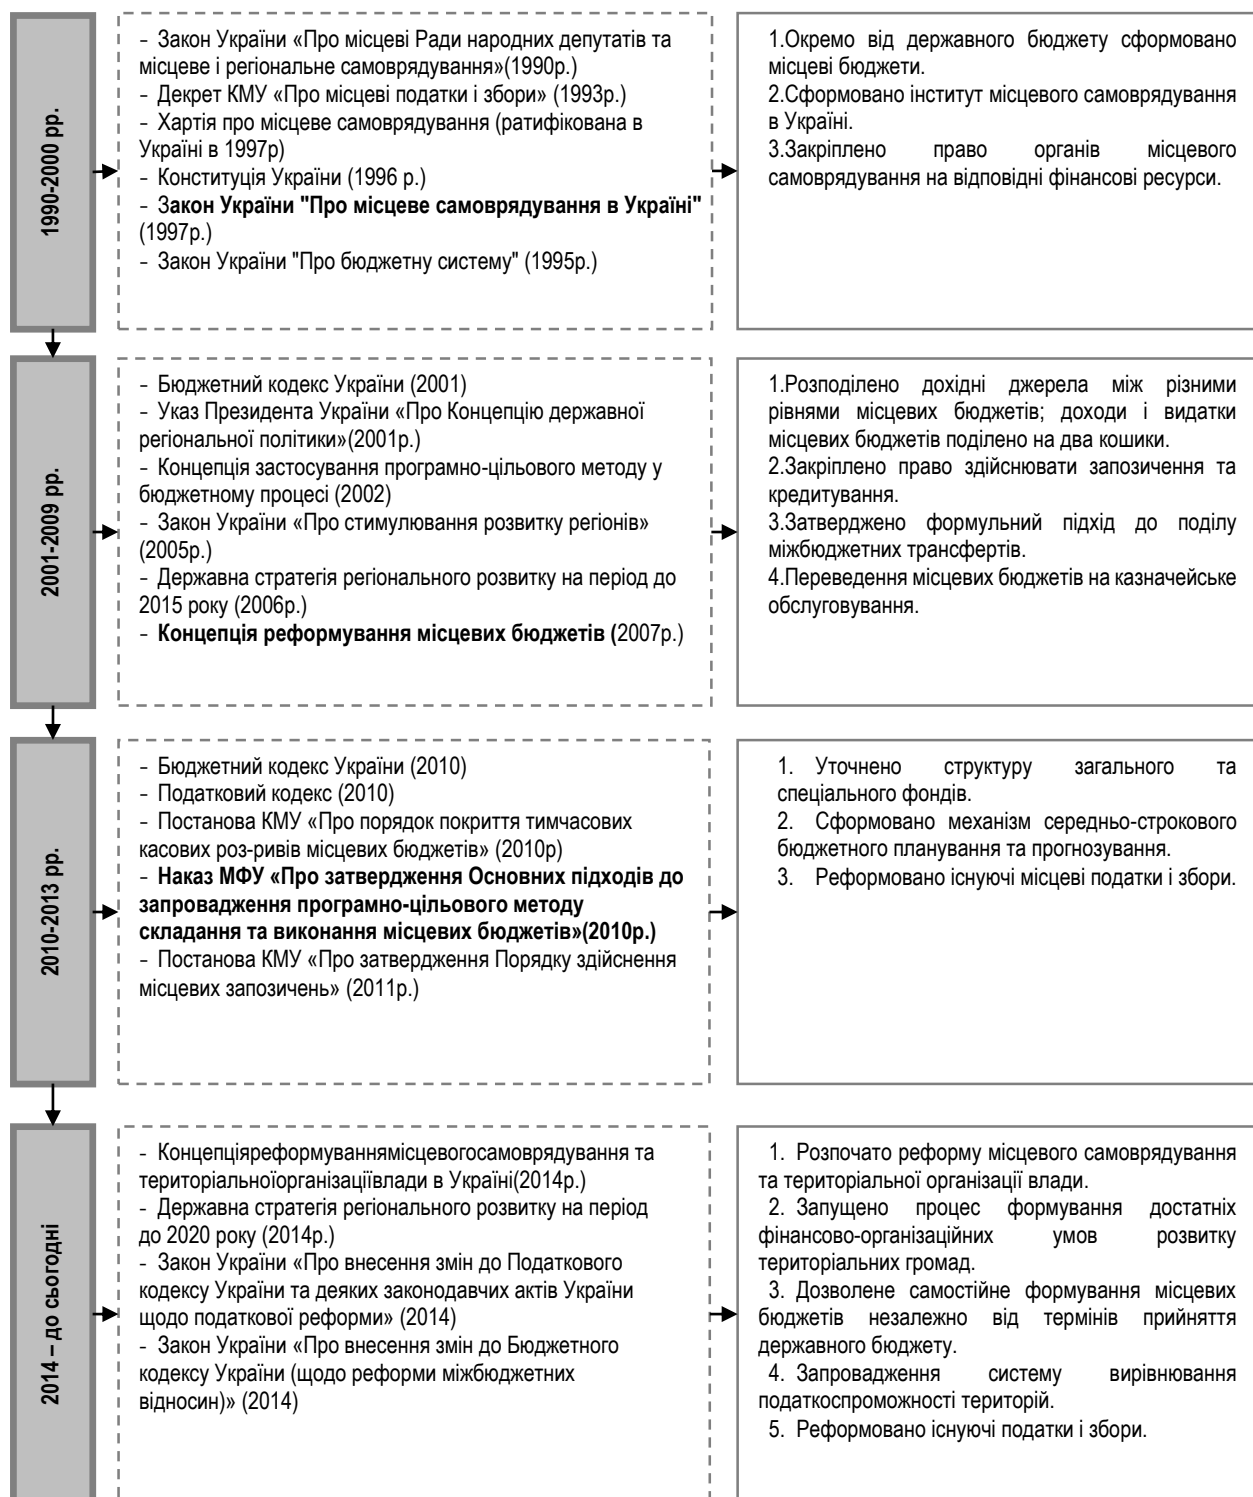 1990-2000 рр.
- Закон України «Про місцеві Ради народних депутатів та
місцеве і регіональне самоврядування»(1990р.)
- Декрет КМУ «Про місцеві податки і збори» (1993р.)
- Хартія про місцеве самоврядування (ратифікована в
Україні в 1997р)
- Конституція України (1996 р.)
- Закон України "Про місцеве самоврядування в Україні"
(1997р.)
- Закон України "Про бюджетну систему" (1995р.)
1.Окремо від державного бюджету сформовано
місцеві бюджети.
2.Сформовано інститут місцевого самоврядування
в Україні.
3.Закріплено право органів місцевого
самоврядування на відповідні фінансові ресурси.
2001-2009 рр.
- Бюджетний кодекс України (2001)
- Указ Президента України «Про Концепцію державної
регіональної політики»(2001р.)
- Концепція застосування програмно-цільового методу у
бюджетному процесі (2002)
- Закон України «Про стимулювання розвитку регіонів»
(2005р.)
- Державна стратегія регіонального розвитку на період до
2015 року (2006р.)
- Концепція реформування місцевих бюджетів (2007р.)
1.Розподілено дохідні джерела між різними
рівнями місцевих бюджетів; доходи і видатки
місцевих бюджетів поділено на два кошики.
2.Закріплено право здійснювати запозичення та
кредитування.
3.Затверджено формульний підхід до поділу
міжбюджетних трансфертів.
4.Переведення місцевих бюджетів на казначейське
обслуговування.
2010-2013 рр.
- Бюджетний кодекс України (2010)
- Податковий кодекс (2010)
- Постанова КМУ «Про порядок покриття тимчасових
касових роз-ривів місцевих бюджетів» (2010р)
- Наказ МФУ «Про затвердження Основних підходів до
запровадження програмно-цільового методу
складання та виконання місцевих бюджетів»(2010р.)
- Постанова КМУ «Про затвердження Порядку здійснення
місцевих запозичень» (2011р.)
1. Уточнено структуру загального та
спеціального фондів.
2. Сформовано механізм середньо-строкового
бюджетного планування та прогнозування.
3. Реформовано існуючі місцеві податки і збори.
2014 – до сьогодні
- Концепціяреформуваннямісцевогосамоврядування та
територіальноїорганізаціївлади в Україні(2014р.)
- Державна стратегія регіонального розвитку на період
до 2020 року (2014р.)
- Закон України «Про внесення змін до Податкового
кодексу України та деяких законодавчих актів України
щодо податкової реформи» (2014)
- Закон України «Про внесення змін до Бюджетного
кодексу України (щодо реформи міжбюджетних
відносин)» (2014)
1. Розпочато реформу місцевого самоврядування
та територіальної організації влади.
2. Запущено процес формування достатніх
фінансово-організаційних умов розвитку
територіальних громад.
3. Дозволене самостійне формування місцевих
бюджетів незалежно від термінів прийняття
державного бюджету.
4. Запровадження систему вирівнювання
податкоспроможності територій.
5. Реформовано існуючі податки і збори.